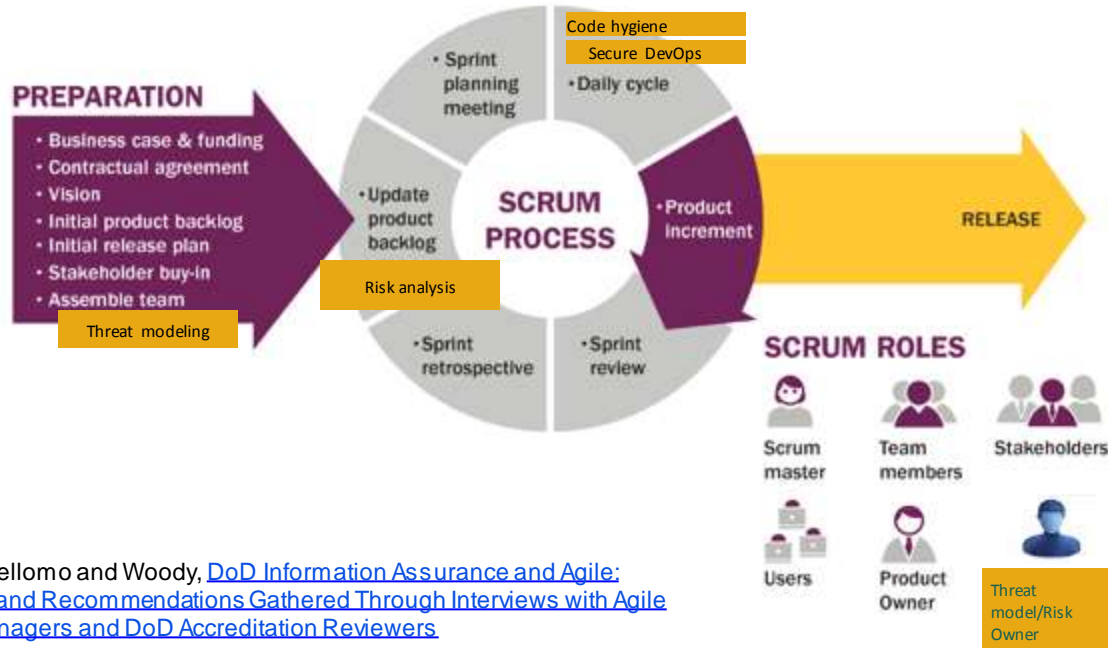 PREPARATION
• Business case & funding
• Contractual agreement
• Vision
• Initial product backlog
• Initial release plan
• Stakeholder buy-in
• Assemble team
Threat modeling
• Sprint
planning
meeting
Code hygiene
Secure DevOps
• Daily cycle
• Update
product
backlog
Risk analysis
SCRUM
PROCESS
• Product
increment
RELEASE
• Sprint
retrospective
• Sprint
review
SCRUM ROLES
Scrum
master
Team
members
Stakeholders
Users
Product
Owner
Threat
model/Risk
Owner
ellomo and Woody, DoD Information Assurance and Agile:
and Recommendations Gathered Through Interviews with Agile
nagers and DoD Accreditation Reviewers